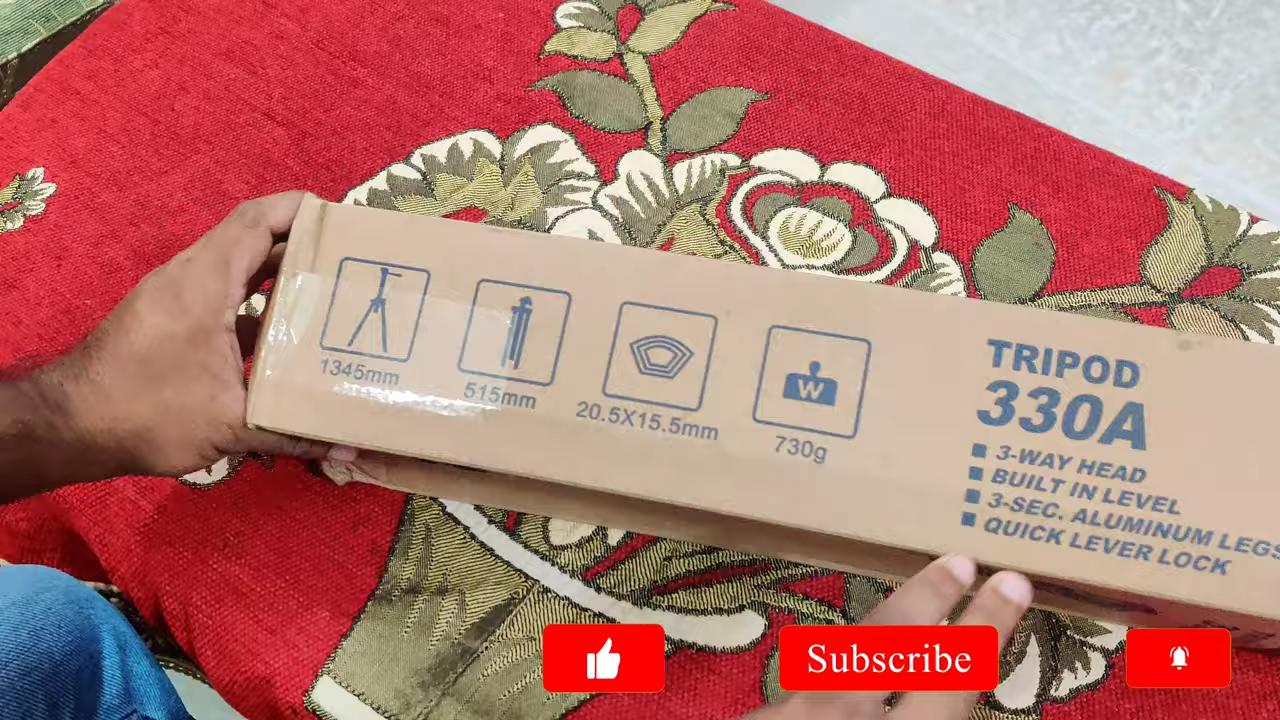 1345mm
515mm
20.5X15.5mm
W
730g
TRIPOD
330A
3-WAY HEAD
BUILT IN LEVEL
3-SEC. ALUMINUM LEGS
QUICK LEVER LOCK
Subscribe